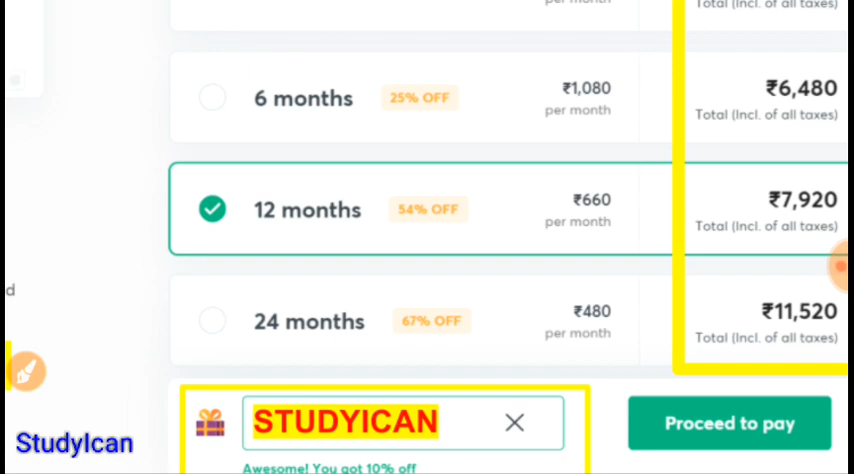 per month
Total (Incl. of all taxes)
6 months 25% OFF ₹1,080 ₹6,480
per month Total (Incl. of all taxes)
12 months 54% OFF ₹660 ₹7,920
per month Total (Incl. of all taxes)
d
24 months 67% OFF ₹480 ₹11,520
per month Total (Incl. of all taxes)
STUDYICAN
Proceed to pay
StudyIcan
Awesome! You got 10% off